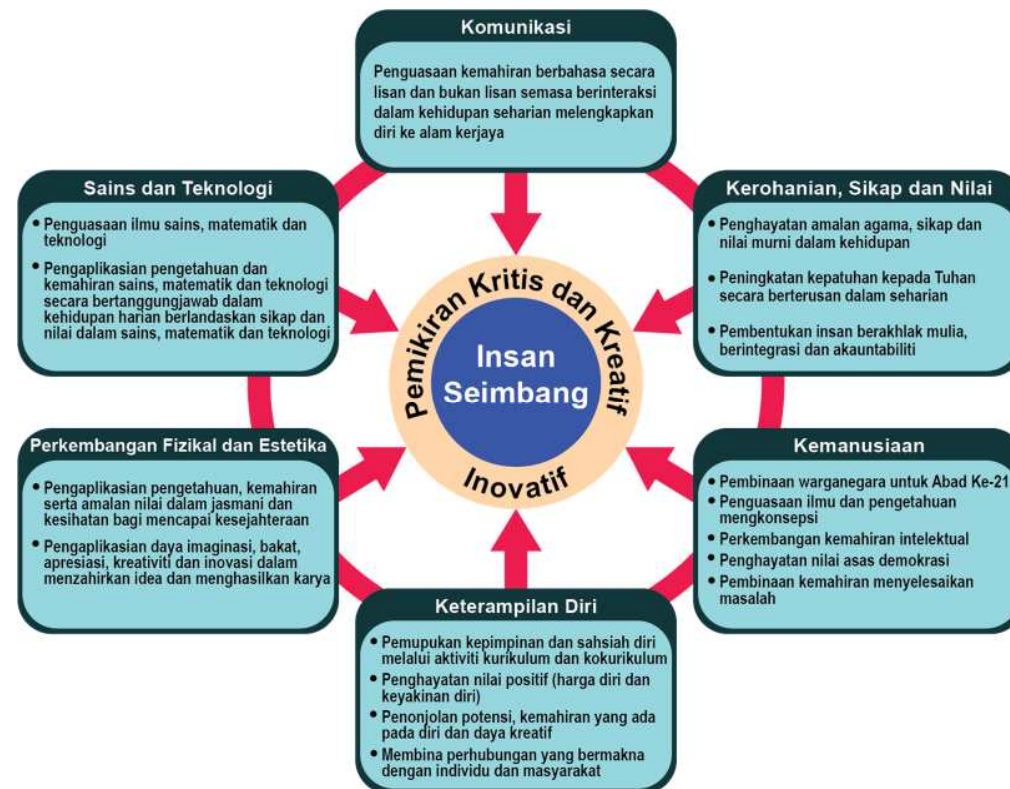 Komunikasi
Penguasaan kemahiran berbahasa secara
lisan dan bukan lisan semasa berinteraksi
dalam kehidupan seharian melengkapkan
diri ke alam kerjaya
Sains dan Teknologi
• Penguasaan ilmu sains, matematik dan
teknologi
• Pengaplikasian pengetahuan dan
kemahiran sains, matematik dan teknologi
secara bertanggungjawab dalam
kehidupan harian berlandaskan sikap dan
nilai dalam sains, matematik dan teknologi
Kerohanian, Sikap dan Nilai
• Penghayatan amalan agama, sikap dan
nilai murni dalam kehidupan
• Peningkatan kepatuhan kepada Tuhan
secara berterusan dalam seharian
• Pembentukan insan berakhlak mulia,
berintegrasi dan akauntabiliti
Pemikiran Kritis dan Kreatif
Insan
Seimbang
Inovatif
Perkembangan Fizikal dan Estetika
• Pengaplikasian pengetahuan, kemahiran
serta amalan nilai dalam jasmani dan
kesihatan bagi mencapai kesejahteraan
• Pengaplikasian daya imaginasi, bakat,
apresiasi, kreativiti dan inovasi dalam
menzahirkan idea dan menghasilkan karya
Kemanusiaan
• Pembinaan warganegara untuk Abad Ke-21
• Penguasaan ilmu dan pengetahuan
mengkonsepsi
• Perkembangan kemahiran intelektual
• Penghayatan nilai asas demokrasi
• Pembinaan kemahiran menyelesaikan
masalah
Keterampilan Diri
• Pemupukan kepimpinan dan sahsiah diri
melalui aktiviti kurikulum dan kokurikulum
• Penghayatan nilai positif (harga diri dan
keyakinan diri)
• Penonjolan potensi, kemahiran yang ada
pada diri dan daya kreatif
• Membina perhubungan yang bermakna
dengan individu dan masyarakat